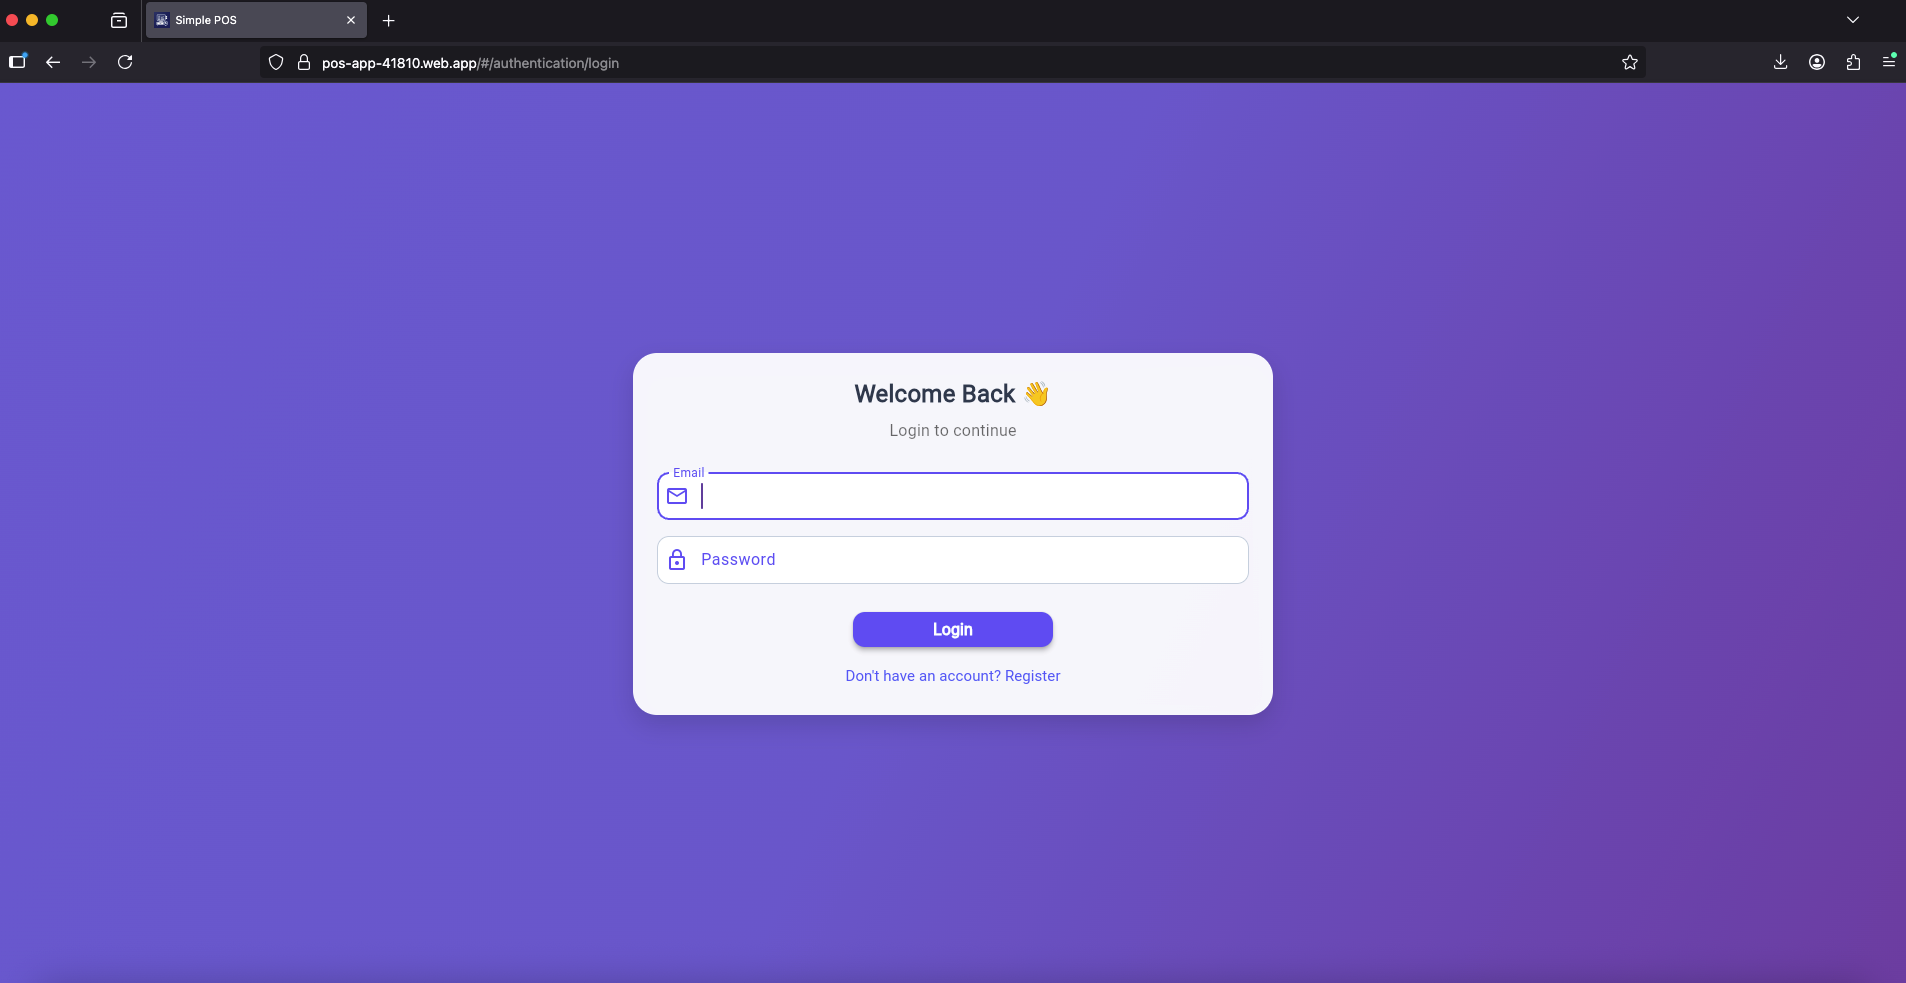 Simple POS
pos-app-41810.web.app/#/authentication/login
Welcome Back 👋
Login to continue
Email
Password
Login
Don't have an account? Register